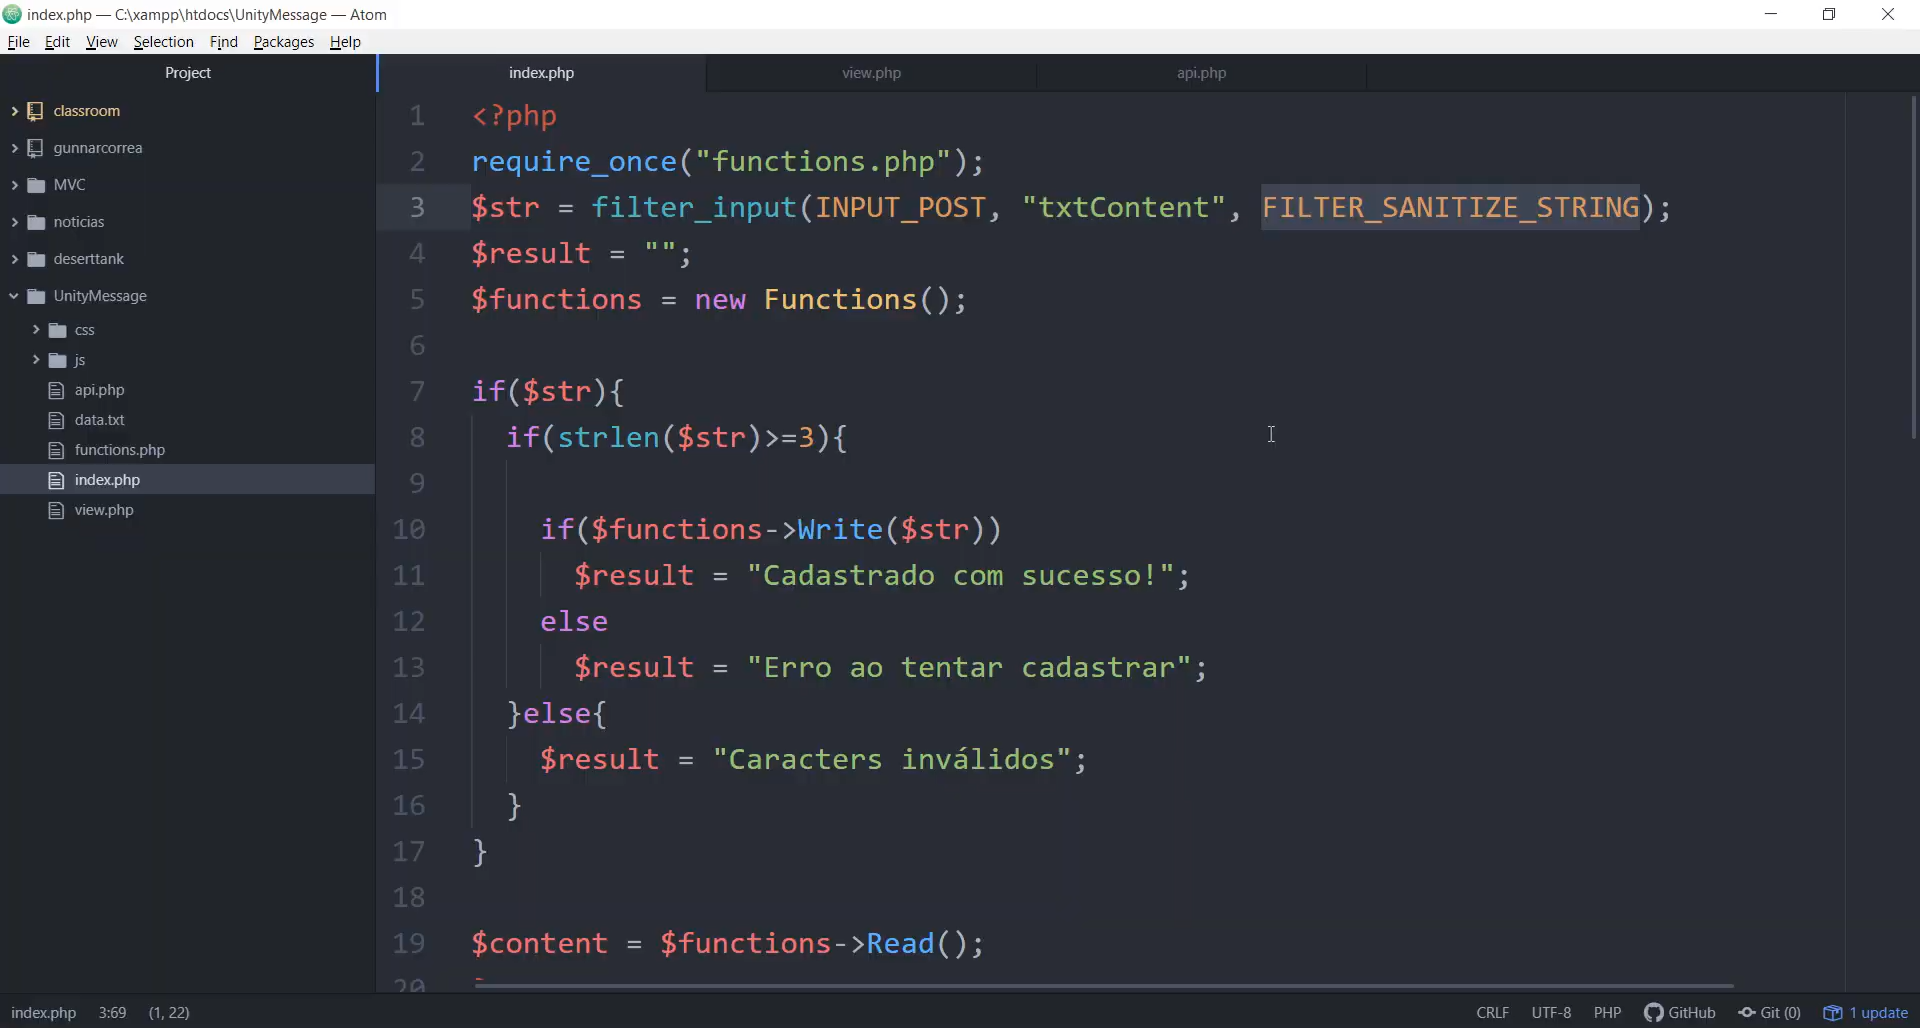 index.php — C:\xampp\htdocs\UnityMessage — Atom
File Edit View Selection Find Packages Help
Project
index.php view.php api.php
classroom
gunnarcorrea
MVC
noticias
deserttank
UnityMessage
css
js
api.php
data.txt
functions.php
index.php
view.php
1 <?php
2 require_once("functions.php");
3 $str = filter_input(INPUT_POST, "txtContent", FILTER_SANITIZE_STRING);
4 $result = "";
5 $functions = new Functions();
6
7 if($str){
8 if(strlen($str)>=3){
9
10 if($functions->Write($str))
11 $result = "Cadastrado com sucesso!";
12 else
13 $result = "Erro ao tentar cadastrar";
14 }else{
15 $result = "Caracters inválidos";
16 }
17 }
18
19 $content = $functions->Read();
20
index.php 3:69 (1, 22) CRLF UTF-8 PHP GitHub Git (0) 1 update